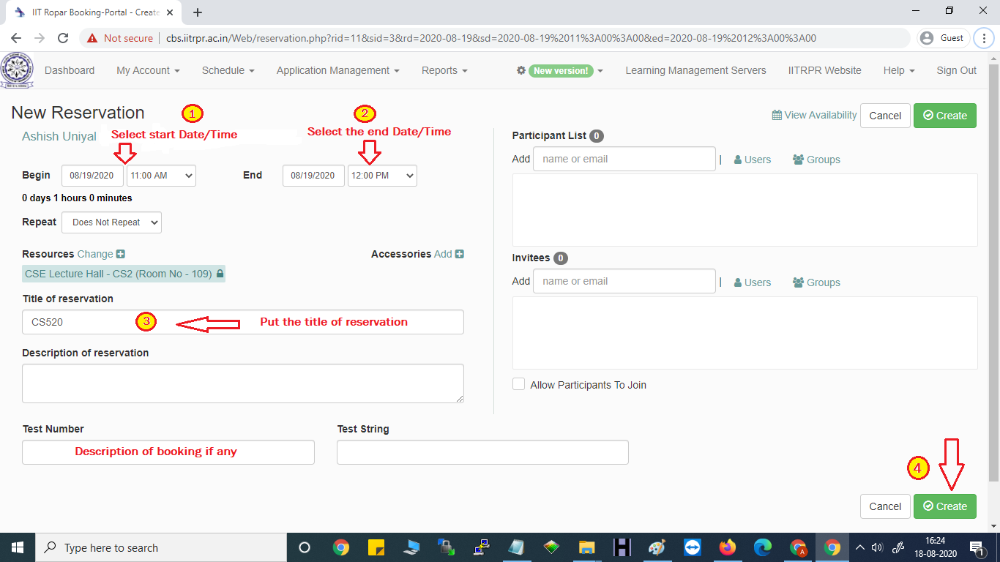 IIT Ropar Booking-Portal - Create
Not secure
cbs.iitrpr.ac.in/Web/reservation.php?rid=11&sid=3&rd=2020-08-19&sd=2020-08-19%2011%3A00%3A00&ed=2020-08-19%2012%3A00%3A00
Guest
Dashboard My Account Schedule Application Management Reports New version! Learning Management Servers IITRPR Website Help Sign Out
New Reservation
1
2
View Availability Cancel Create
Ashish Uniyal
Select start Date/Time
Select the end Date/Time
Begin 08/19/2020 11:00 AM End 08/19/2020 12:00 PM
0 days 1 hours 0 minutes
Repeat Does Not Repeat
Resources Change
Accessories Add
CSE Lecture Hall - CS2 (Room No - 109)
Title of reservation
CS520 3 Put the title of reservation
Description of reservation
Test Number
Test String
Description of booking if any
Participant List 0
Add name or email | Users Groups
Invitees 0
Add name or email | Users Groups
Allow Participants To Join
4
Cancel Create
Type here to search
A
16:24
18-08-2020
1